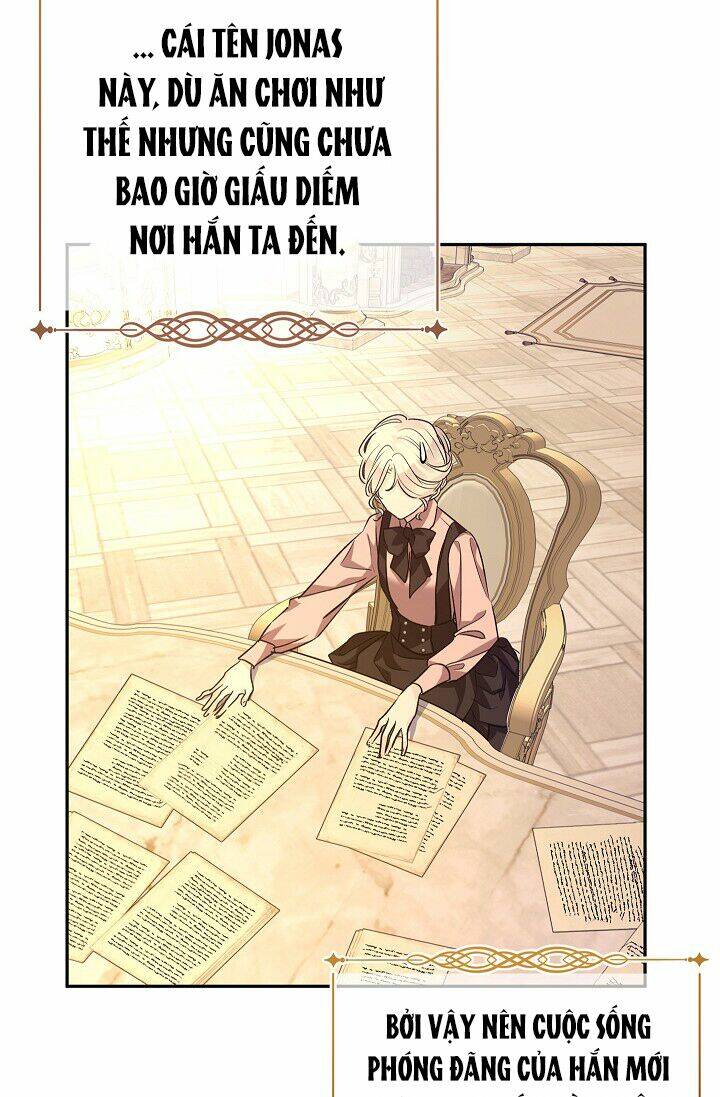 ... CÁI TÊN JONAS
NÀY, DÙ ĂN CHƠI NHƯ
THẾ NHƯNG CŨNG CHƯA
BAO GIỜ GIẤU DIẾM
NƠI HẮN TA ĐẾN.
BỞI VẬY NÊN CUỘC SỐNG
PHÓNG ĐÃNG CỦA HẮN MỚI